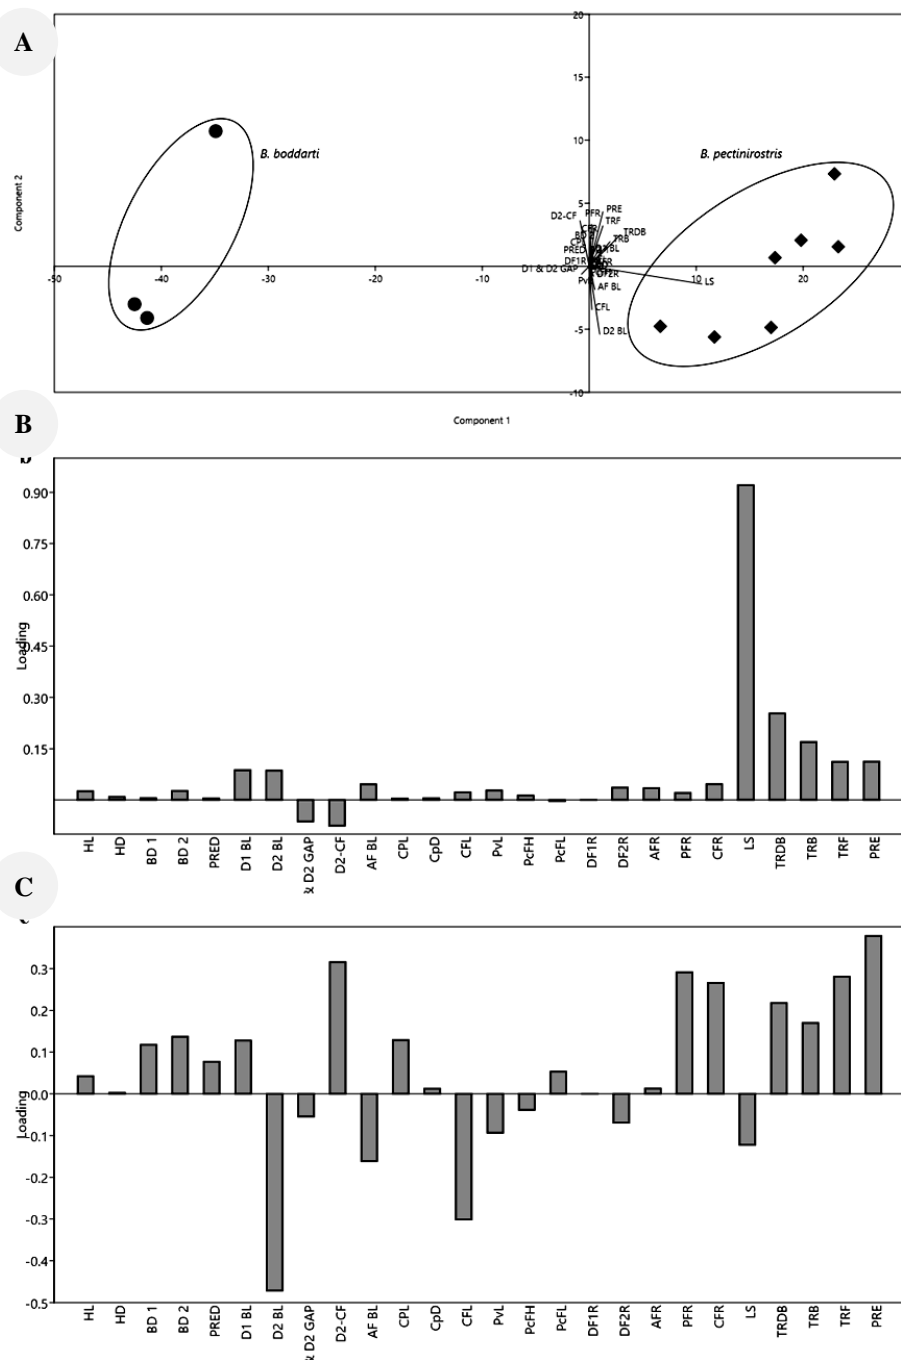 A
20
15
10
5
-5
-10
-50
-40
-30
-20
-10
10
20
Component 2
Component 1
B. boddarti
B. pectinirostris
D2-CF
PFR
PRE
TRF
TRDB
TRB
PRED
DF1R
D1 & D2 GAP
DF2R
AF BL
LS
CFL
D2 BL
B
Loading
0.90
0.75
0.60
0.45
0.30
0.15
HL
HD
BD 1
BD 2
PRED
D1 BL
D2 BL
& D2 GAP
D2-CF
AF BL
CPL
CpD
CFL
PvL
PcFH
PcFL
DF1R
DF2R
AFR
PFR
CFR
LS
TRDB
TRB
TRF
PRE
C
Loading
0.3
0.2
0.1
0.0
-0.1
-0.2
-0.3
-0.4
-0.5
HL
HD
BD 1
BD 2
PRED
D1 BL
D2 BL
& D2 GAP
D2-CF
AF BL
CPL
CpD
CFL
PvL
PcFH
PcFL
DF1R
DF2R
AFR
PFR
CFR
LS
TRDB
TRB
TRF
PRE